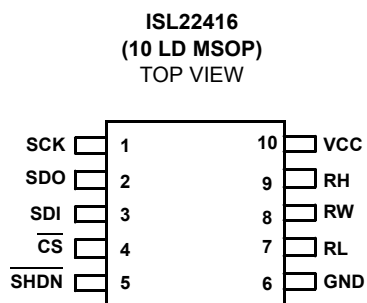 ISL22416
(10 LD MSOP)
TOP VIEW
SCK 1 10 VCC
SDO 2 9 RH
SDI 3 8 RW
CS 4 7 RL
SHDN 5 6 GND